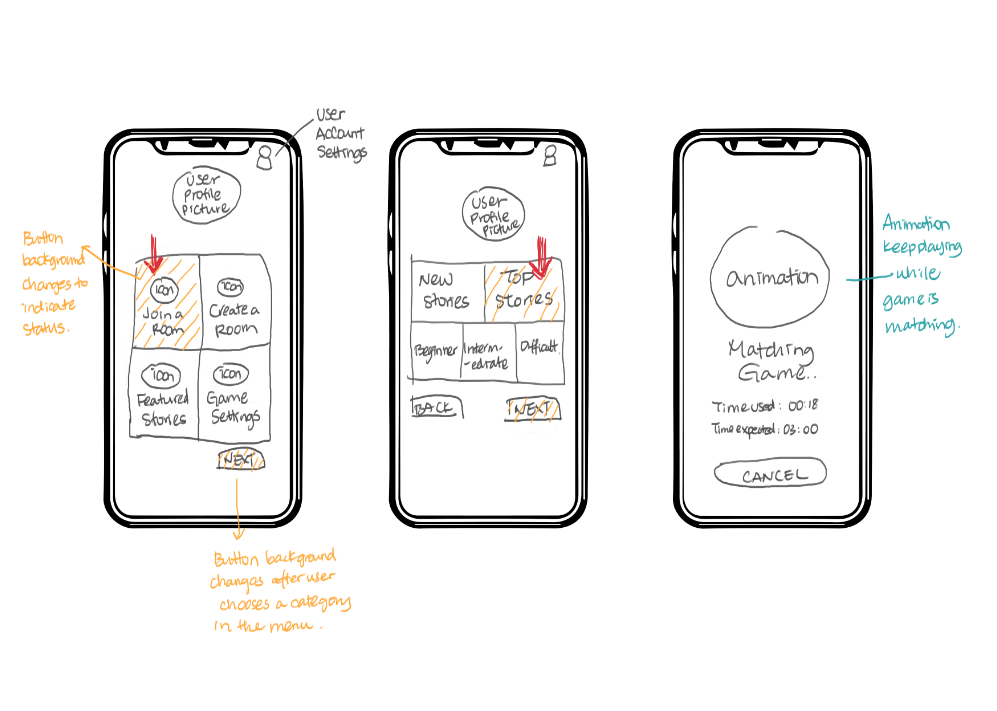 User
Account
Settings
User
Profile
Picture
Button
background
changes to
indicate
status.
icon
Join a
Room
icon
Create a
Room
icon
Featured
Stories
icon
Game
Settings
NEXT
Button background
changes after user
chooses a category
in the menu.
User
Profile
Picture
New
Stories
Top
Stories
Beginner
Interm-
-ediate
Difficult
BACK
NEXT
animation
Matching
Game..
Time used: 00:18
Time expected: 03:00
CANCEL
Animation
keep playing
while
game is
matching.